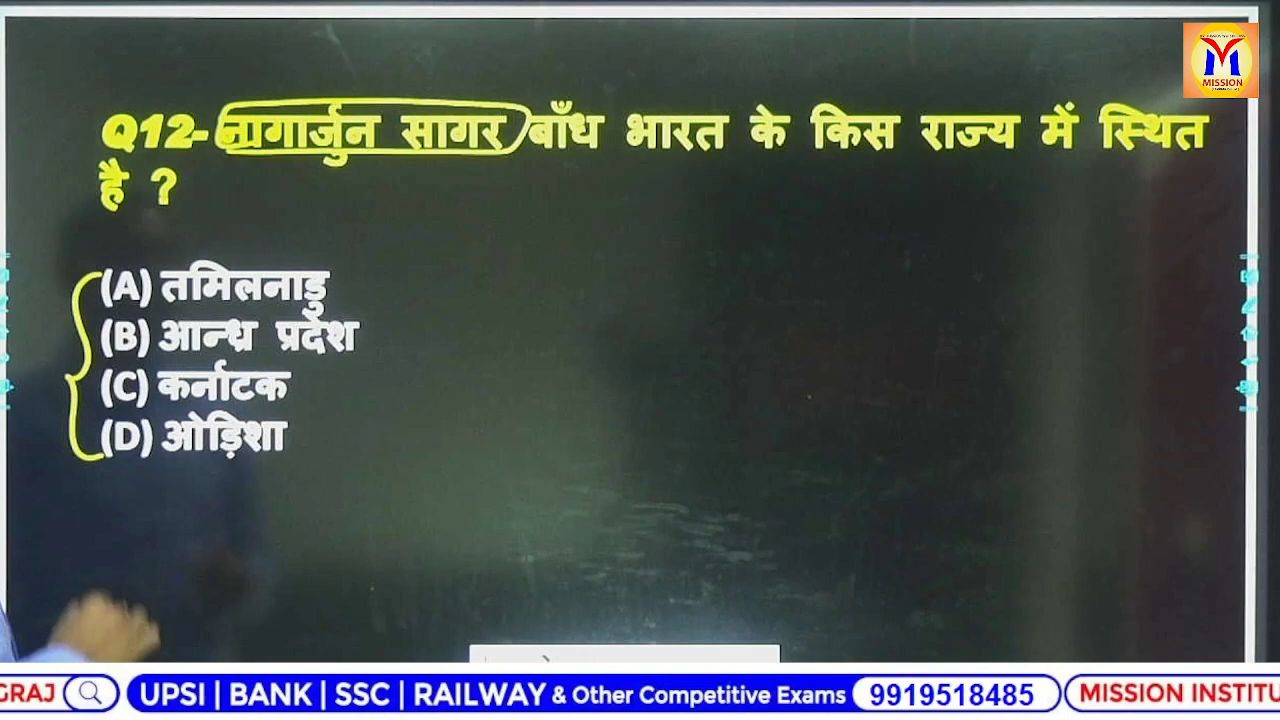 MISSION
Q12- नागार्जुन सागर बाँध भारत के किस राज्य में स्थित
है ?
(A) तमिलनाडु
(B) आन्ध्र प्रदेश
(C) कर्नाटक
(D) ओड़िशा
GRAJ UPSI | BANK | SSC | RAILWAY & Other Competitive Exams 9919518485 MISSION INSTITU